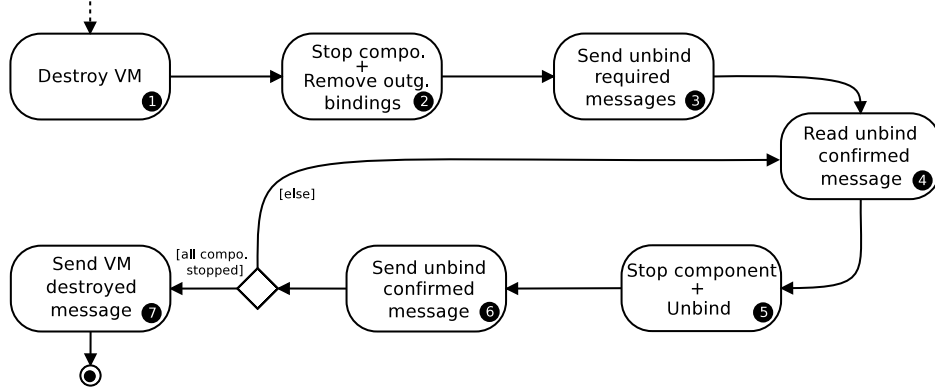 Destroy VM
1
Stop compo.
+
Remove outg.
bindings
2
Send unbind
required
messages
3
Read unbind
confirmed
message
4
[else]
[all compo.
stopped]
Send VM
destroyed
message
7
Send unbind
confirmed
message
6
Stop component
+
Unbind
5